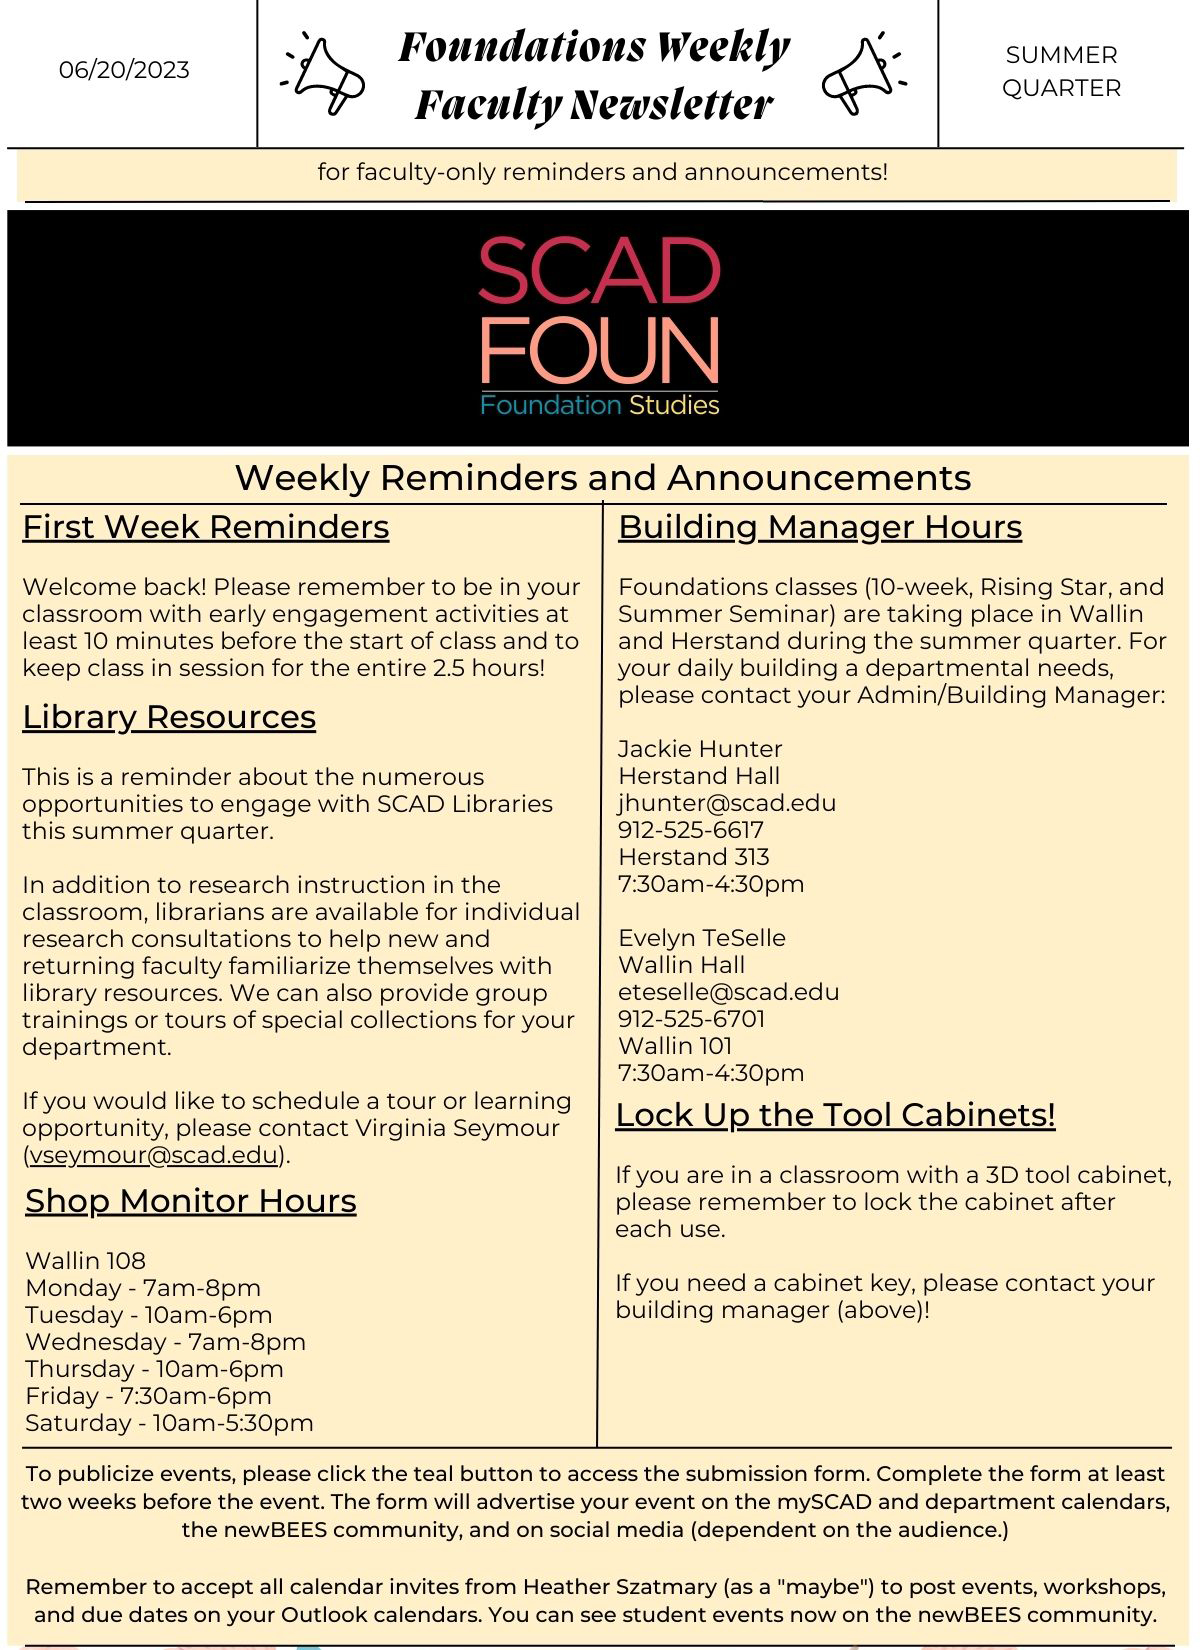 06/20/2023
Foundations Weekly
Faculty Newsletter
SUMMER
QUARTER
for faculty-only reminders and announcements!
SCAD
FOUN
Foundation Studies
Weekly Reminders and Announcements
First Week Reminders
Welcome back! Please remember to be in your
classroom with early engagement activities at
least 10 minutes before the start of class and to
keep class in session for the entire 2.5 hours!
Library Resources
This is a reminder about the numerous
opportunities to engage with SCAD Libraries
this summer quarter.
In addition to research instruction in the
classroom, librarians are available for individual
research consultations to help new and
returning faculty familiarize themselves with
library resources. We can also provide group
trainings or tours of special collections for your
department.
If you would like to schedule a tour or learning
opportunity, please contact Virginia Seymour
(vseymour@scad.edu).
Shop Monitor Hours
Wallin 108
Monday - 7am-8pm
Tuesday - 10am-6pm
Wednesday - 7am-8pm
Thursday - 10am-6pm
Friday - 7:30am-6pm
Saturday - 10am-5:30pm
Building Manager Hours
Foundations classes (10-week, Rising Star, and
Summer Seminar) are taking place in Wallin
and Herstand during the summer quarter. For
your daily building a departmental needs,
please contact your Admin/Building Manager:
Jackie Hunter
Herstand Hall
jhunter@scad.edu
912-525-6617
Herstand 313
7:30am-4:30pm
Evelyn TeSelle
Wallin Hall
eteselle@scad.edu
912-525-6701
Wallin 101
7:30am-4:30pm
Lock Up the Tool Cabinets!
If you are in a classroom with a 3D tool cabinet,
please remember to lock the cabinet after
each use.
If you need a cabinet key, please contact your
building manager (above)!
To publicize events, please click the teal button to access the submission form. Complete the form at least
two weeks before the event. The form will advertise your event on the mySCAD and department calendars,
the newBEES community, and on social media (dependent on the audience.)
Remember to accept all calendar invites from Heather Szatmary (as a "maybe") to post events, workshops,
and due dates on your Outlook calendars. You can see student events now on the newBEES community.